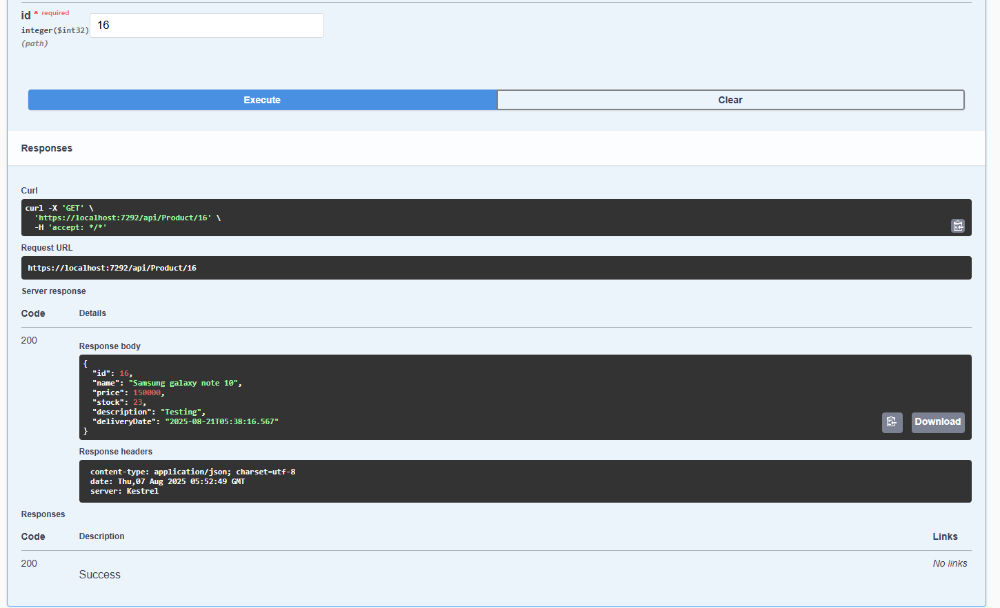 id * required
16
integer($int32)
(path)
Execute
Clear
Responses
Curl
curl -X 'GET' \
'https://localhost:7292/api/Product/16' \
-H 'accept: */*'
Request URL
https://localhost:7292/api/Product/16
Server response
Code Details
200
Response body
{
"id": 16,
"name": "Samsung galaxy note 10",
"price": 150000,
"stock": 23,
"description": "Testing",
"deliveryDate": "2025-08-21T05:38:16.567"
}
Download
Response headers
content-type: application/json; charset=utf-8
date: Thu,07 Aug 2025 05:52:49 GMT
server: Kestrel
Responses
Code Description Links
200
Success
No links